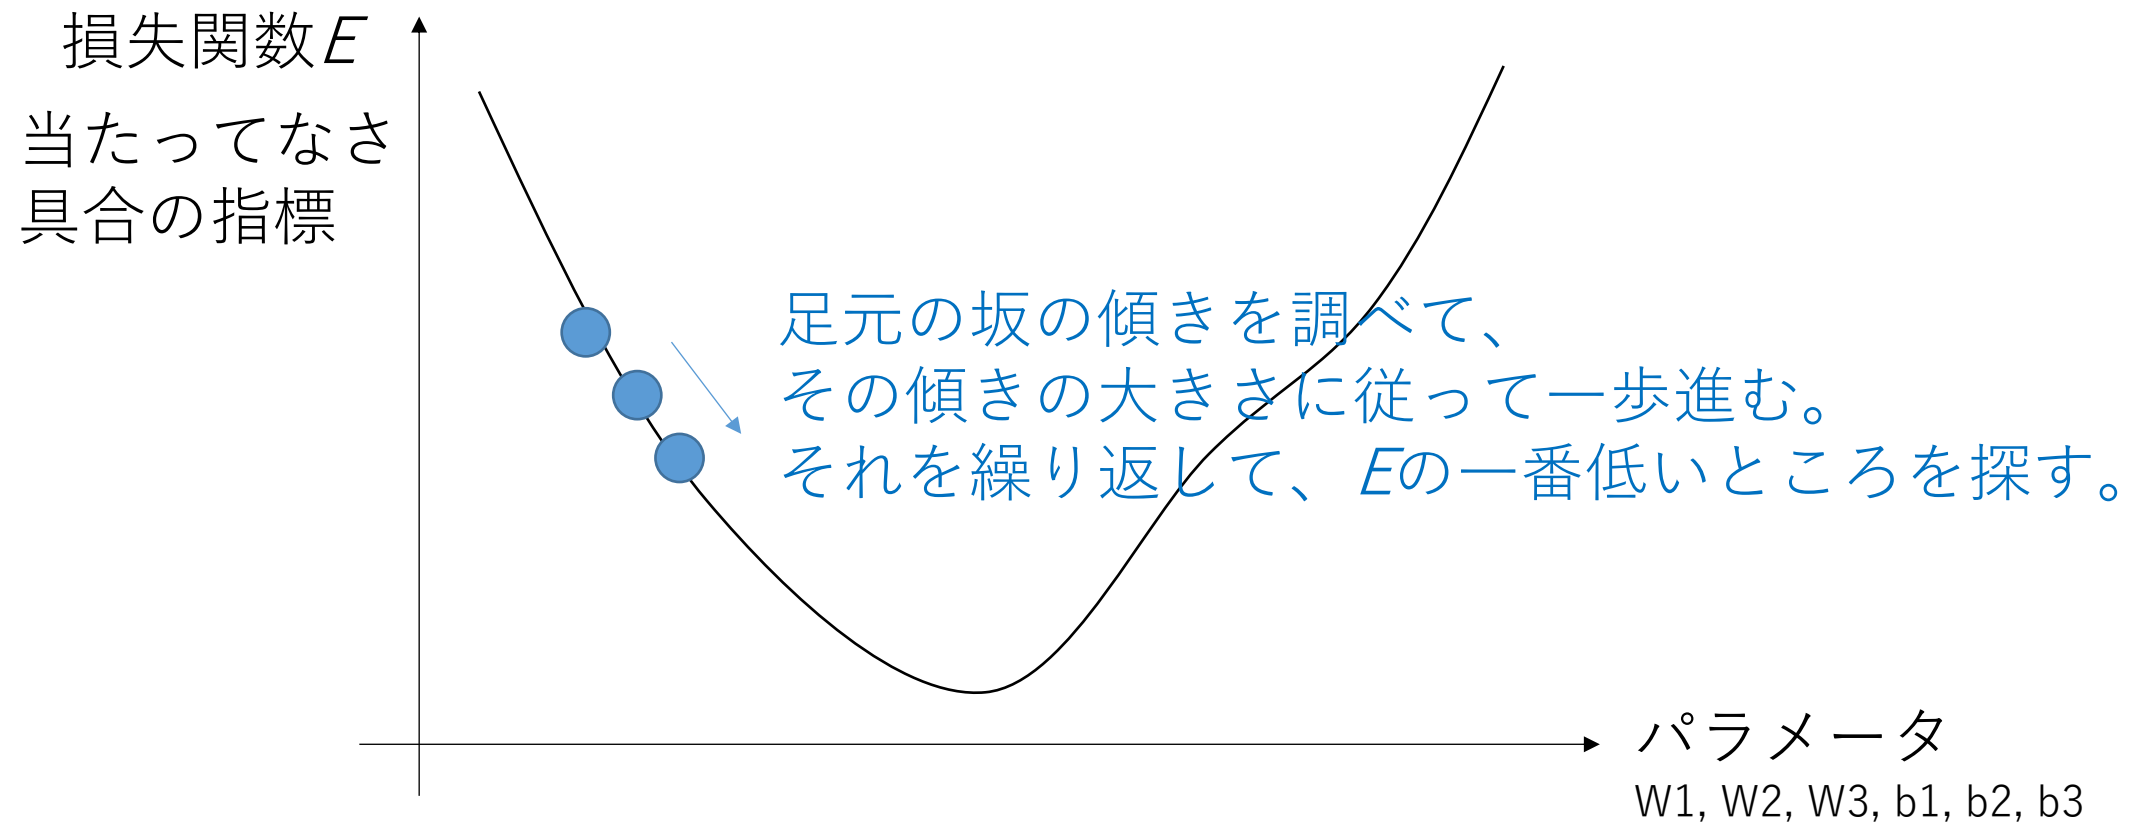 損失関数E
当たってなさ
具合の指標
足元の坂の傾きを調べて、
その傾きの大きさに従って一歩進む。
それを繰り返して、Eの一番低いところを探す。
パラメータ
W1, W2, W3, b1, b2, b3